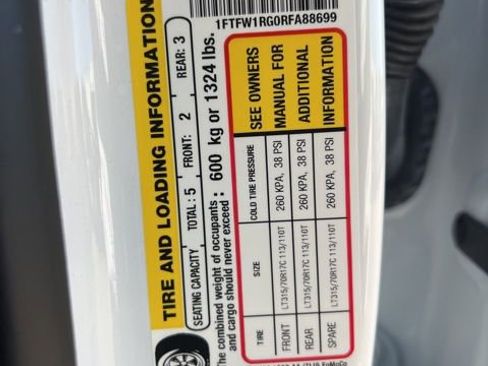 TIRE AND LOADING INFORMATION
SEATING CAPACITY TOTAL : 5 FRONT: 2 REAR: 3
The combined weight of occupants and cargo should never exceed : 600 kg or 1324 lbs.
1FTFW1RG0RFA88699
TIRE SIZE COLD TIRE PRESSURE SEE OWNERS
FRONT LT315/70R17C 113/110T 260 KPA, 38 PSI MANUAL FOR
REAR LT315/70R17C 113/110T 260 KPA, 38 PSI ADDITIONAL
SPARE LT315/70R17C 113/110T 260 KPA, 38 PSI INFORMATION
FoMoCo